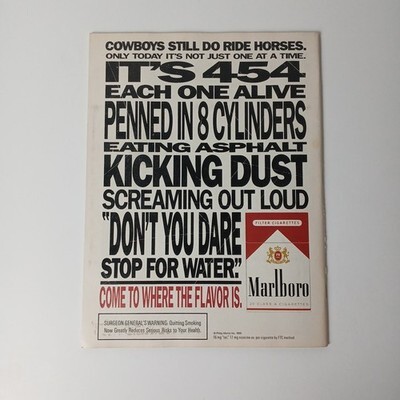 COWBOYS STILL DO RIDE HORSES.
ONLY TODAY IT'S NOT JUST ONE AT A TIME.
IT'S 454
EACH ONE ALIVE
PENNED IN 8 CYLINDERS
EATING ASPHALT
KICKING DUST
SCREAMING OUT LOUD
"DON'T YOU DARE
STOP FOR WATER."
COME TO WHERE THE FLAVOR IS.
FILTER CIGARETTES
Marlboro
SURGEON GENERAL'S WARNING: Quitting Smoking
Now Greatly Reduces Serious Risks to Your Health.